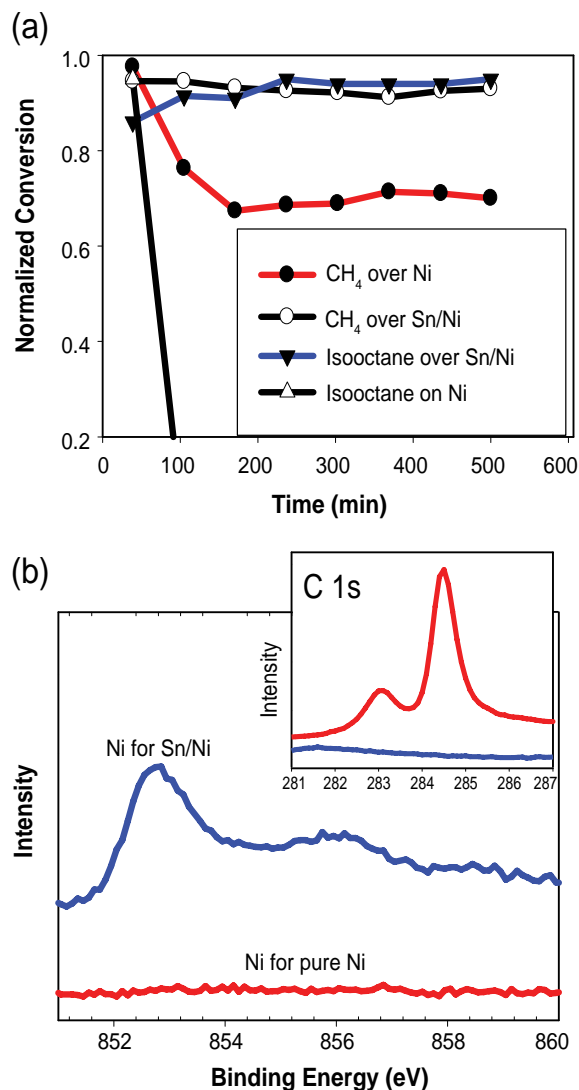 (a)
Normalized Conversion
1.0
0.8
0.6
0.4
0.2
CH4 over Ni
CH4 over Sn/Ni
Isooctane over Sn/Ni
Isooctane on Ni
0 100 200 300 400 500 600
Time (min)
(b)
C 1s
Intensity
281 282 283 284 285 286 287
Ni for Sn/Ni
Intensity
Ni for pure Ni
852 854 856 858 860
Binding Energy (eV)